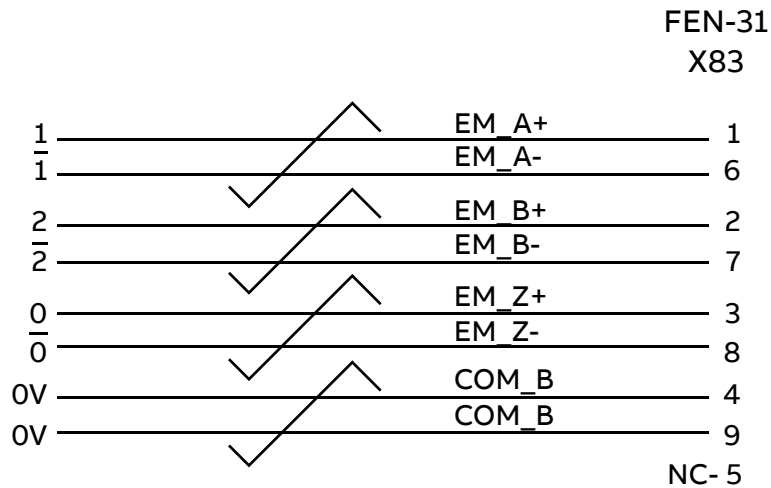 FEN-31
X83
1 EM_A+ 1
1̅ EM_A- 6
2 EM_B+ 2
2̅ EM_B- 7
0 EM_Z+ 3
0̅ EM_Z- 8
0V COM_B 4
0V COM_B 9
NC- 5